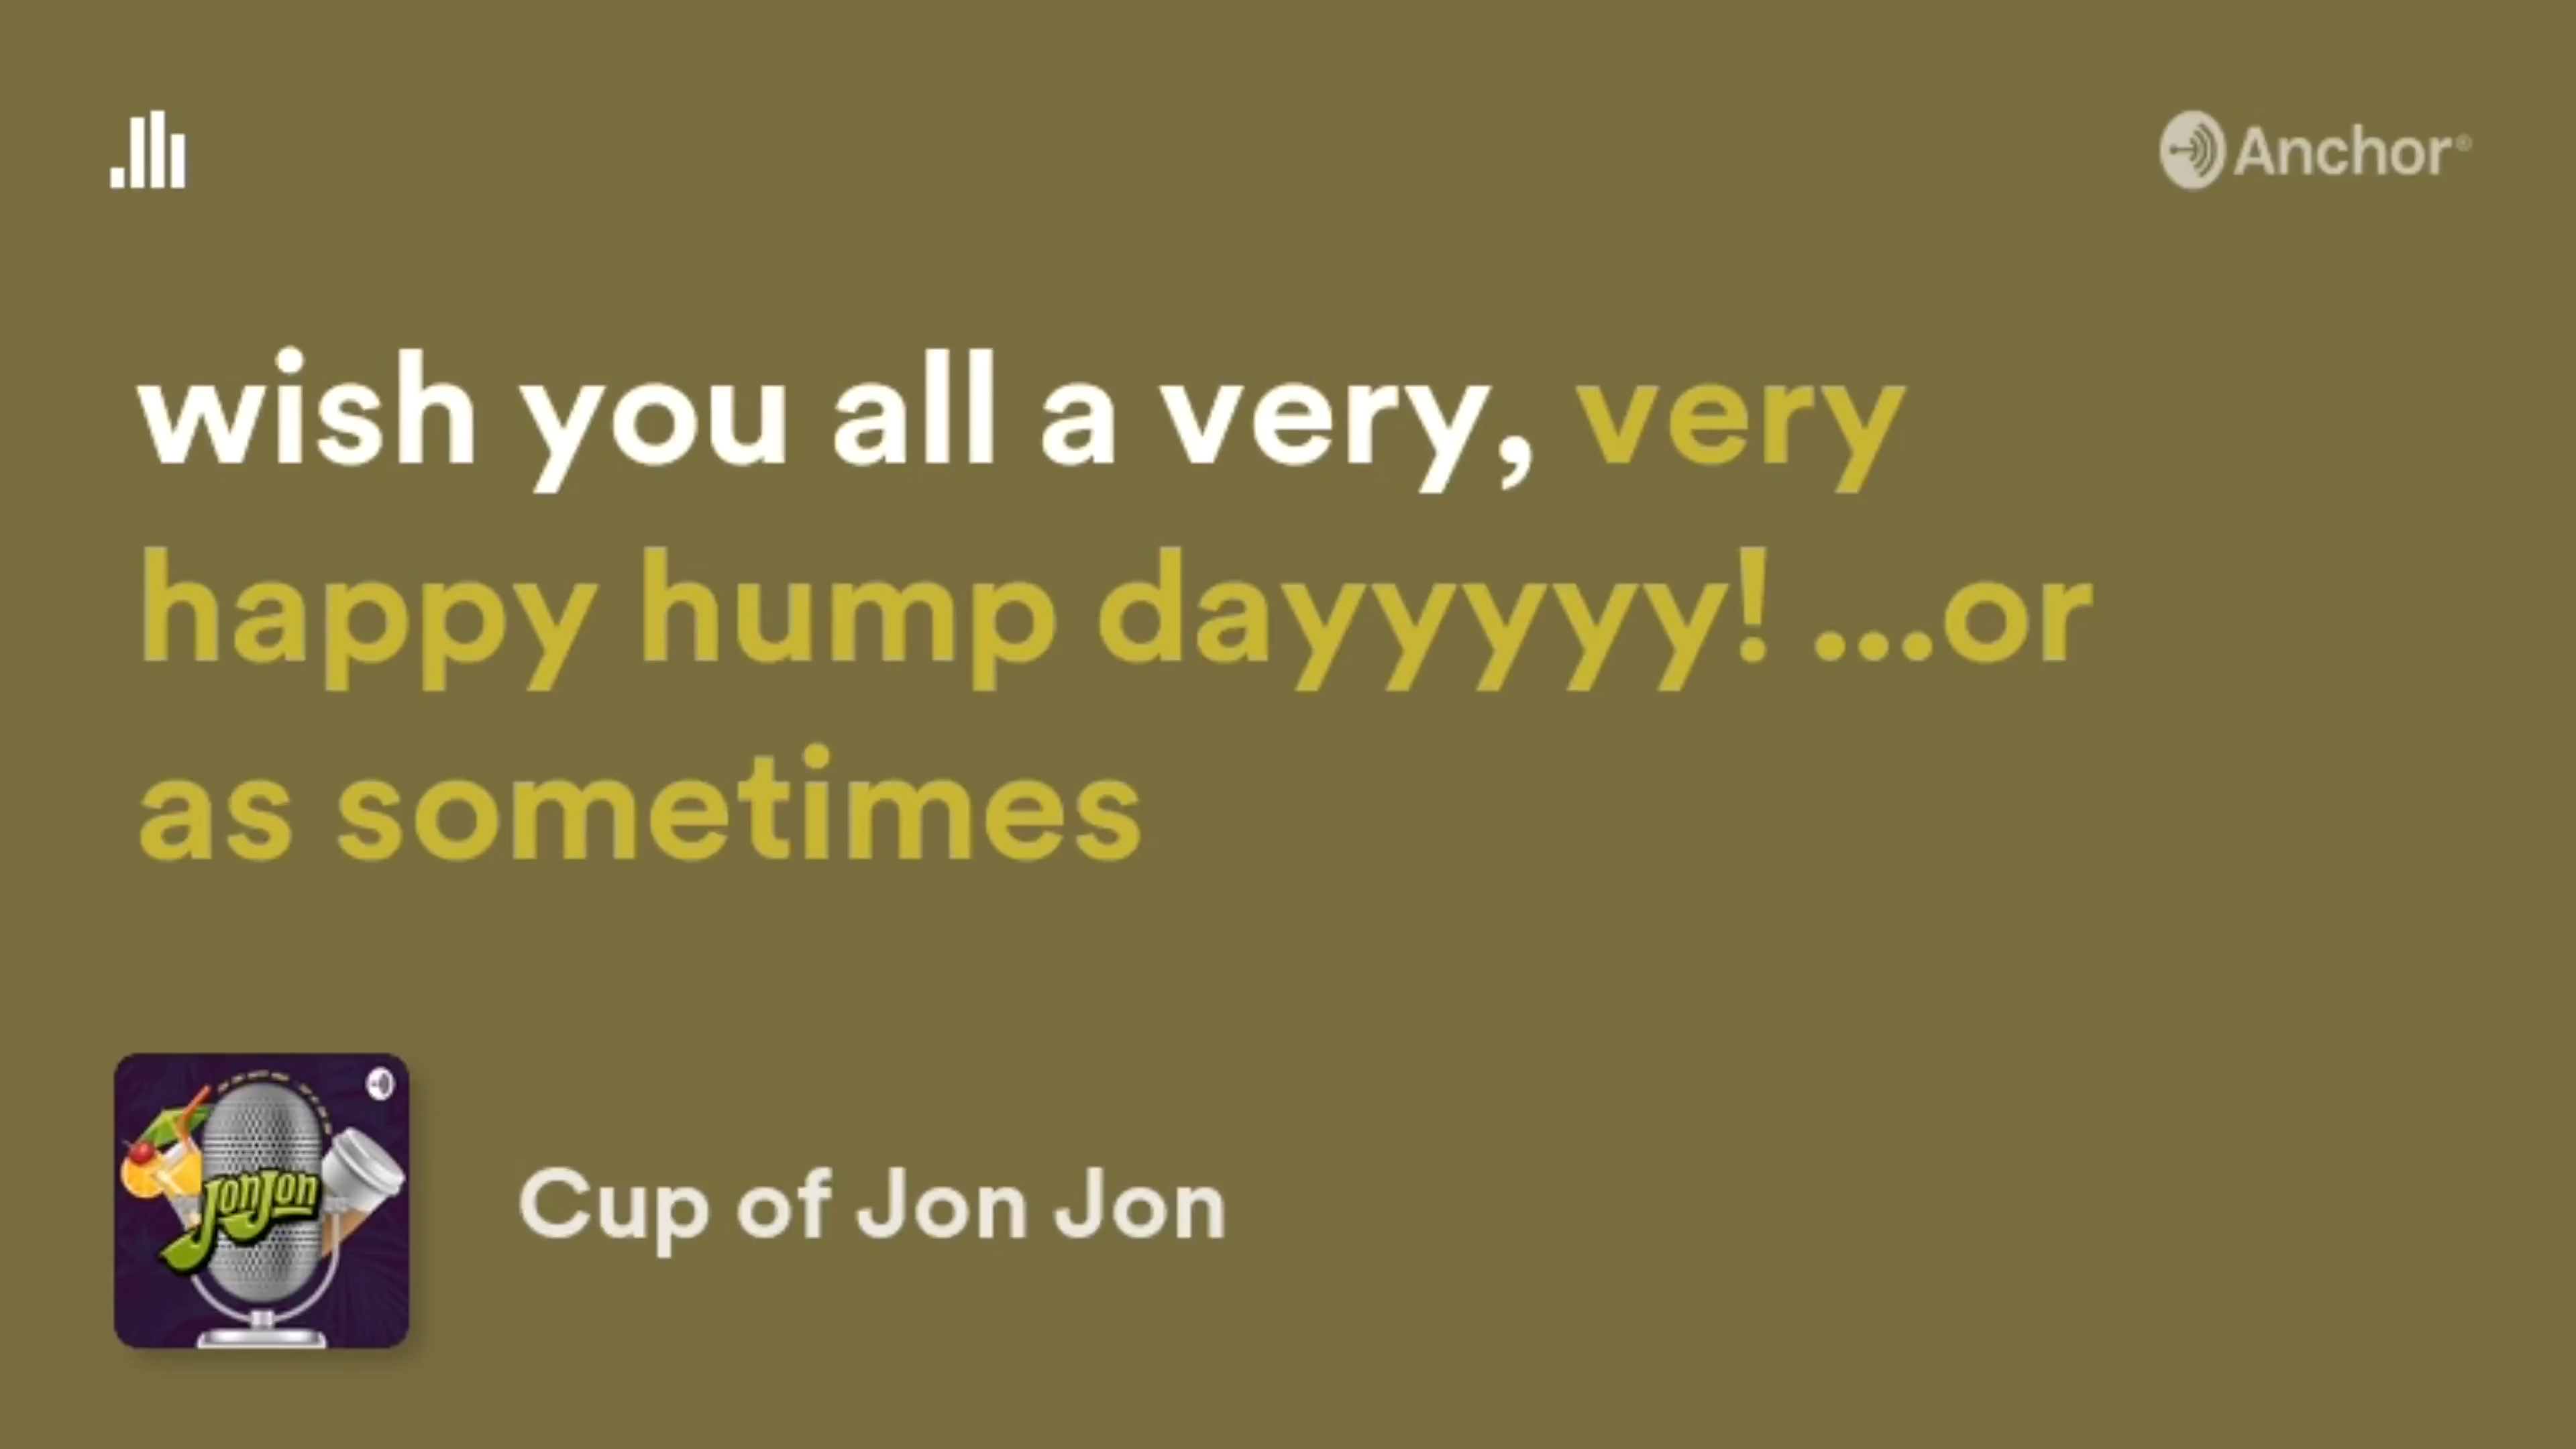 Anchor®
wish you all a very, very
happy hump dayyyyy! ...or
as sometimes
JonJon
Cup of Jon Jon